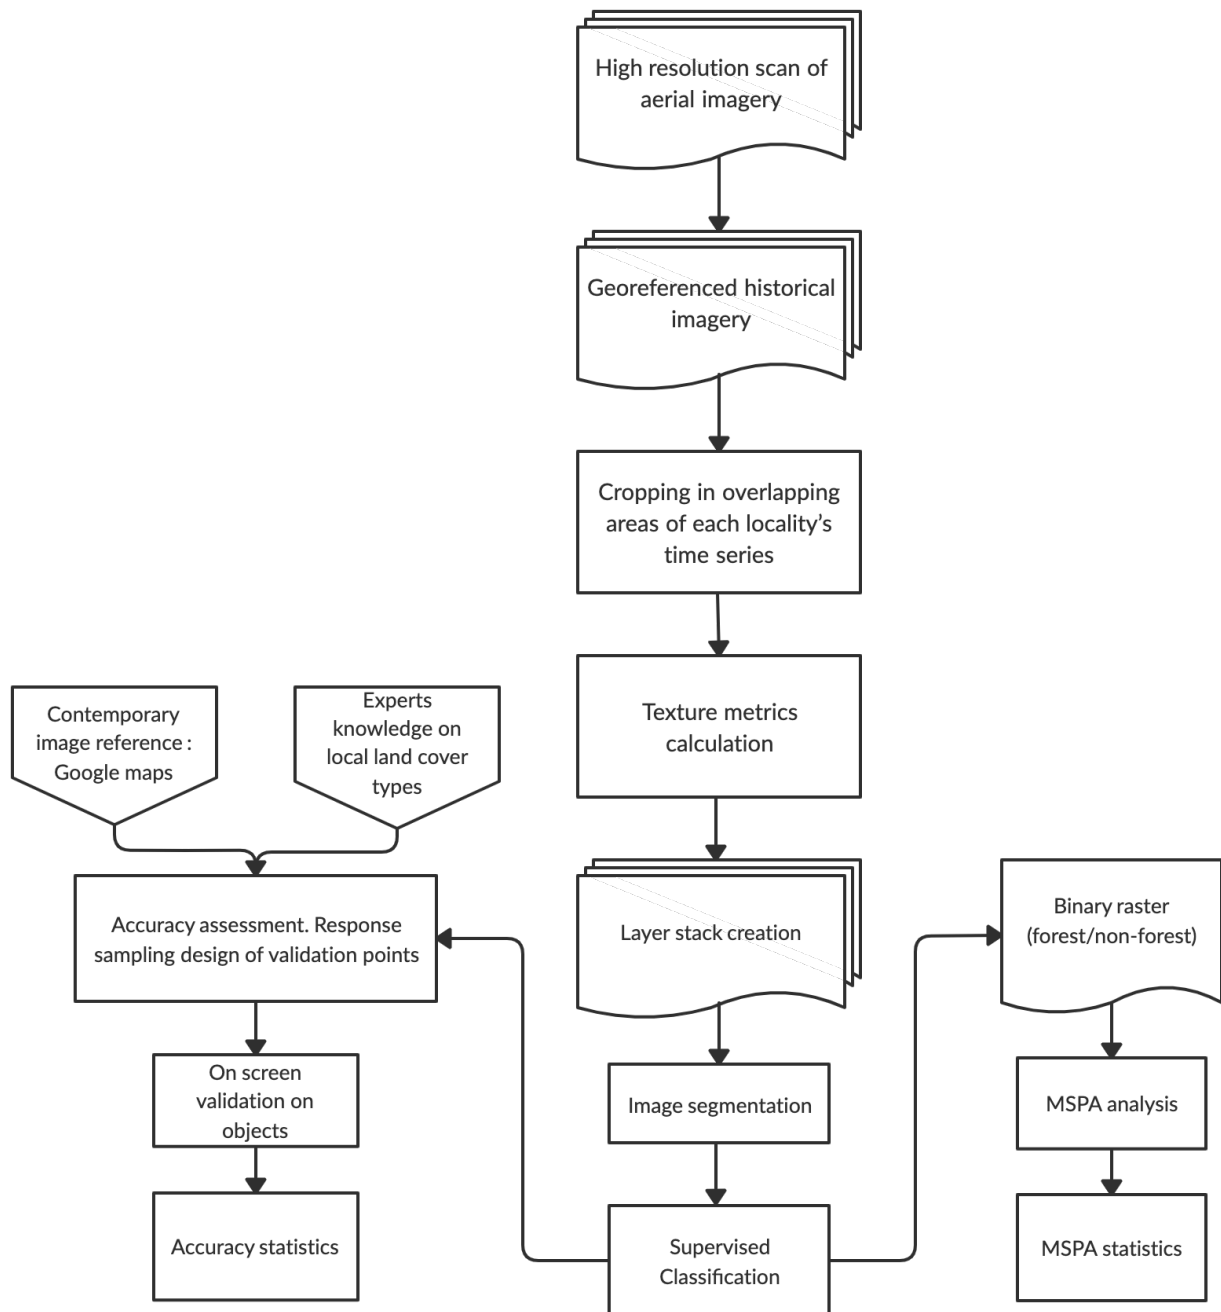 High resolution scan of
aerial imagery
Georeferenced historical
imagery
Cropping in overlapping
areas of each locality’s
time series
Texture metrics
calculation
Contemporary
image reference :
Google maps
Experts
knowledge on
local land cover
types
Accuracy assessment. Response
sampling design of validation points
Layer stack creation
Binary raster
(forest/non-forest)
On screen
validation on
objects
Image segmentation
MSPA analysis
Accuracy statistics
Supervised
Classification
MSPA statistics